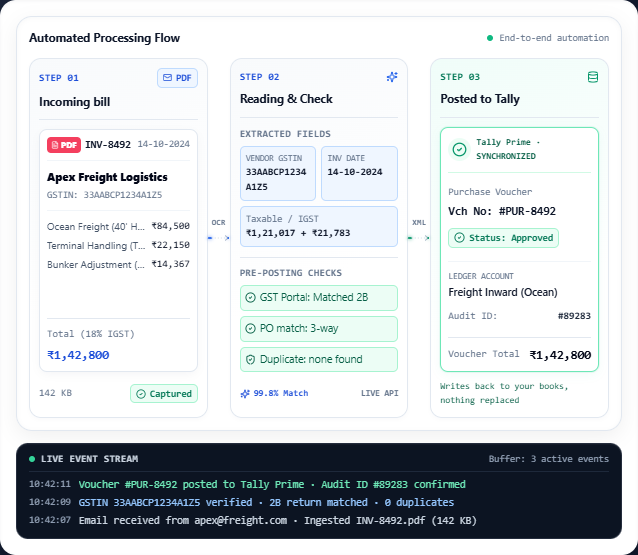 Automated Processing Flow
End-to-end automation
STEP 01
PDF
Incoming bill
PDF INV-8492 14-10-2024
Apex Freight Logistics
GSTIN: 33AABCP1234A1Z5
Ocean Freight (40' H... ₹84,500
Terminal Handling (T... ₹22,150
Bunker Adjustment (... ₹14,367
Total (18% IGST)
₹1,42,800
142 KB
Captured
OCR
STEP 02
Reading & Check
EXTRACTED FIELDS
VENDOR GSTIN
33AABCP1234
A1Z5
INV DATE
14-10-2024
Taxable / IGST
₹1,21,017 + ₹21,783
PRE-POSTING CHECKS
GST Portal: Matched 2B
PO match: 3-way
Duplicate: none found
99.8% Match
LIVE API
XML
STEP 03
Posted to Tally
Tally Prime ·
SYNCHRONIZED
Purchase Voucher
Vch No: #PUR-8492
Status: Approved
LEDGER ACCOUNT
Freight Inward (Ocean)
Audit ID: #89283
Voucher Total ₹1,42,800
Writes back to your books,
nothing replaced
LIVE EVENT STREAM
Buffer: 3 active events
10:42:11 Voucher #PUR-8492 posted to Tally Prime · Audit ID #89283 confirmed
10:42:09 GSTIN 33AABCP1234A1Z5 verified · 2B return matched · 0 duplicates
10:42:07 Email received from apex@freight.com · Ingested INV-8492.pdf (142 KB)